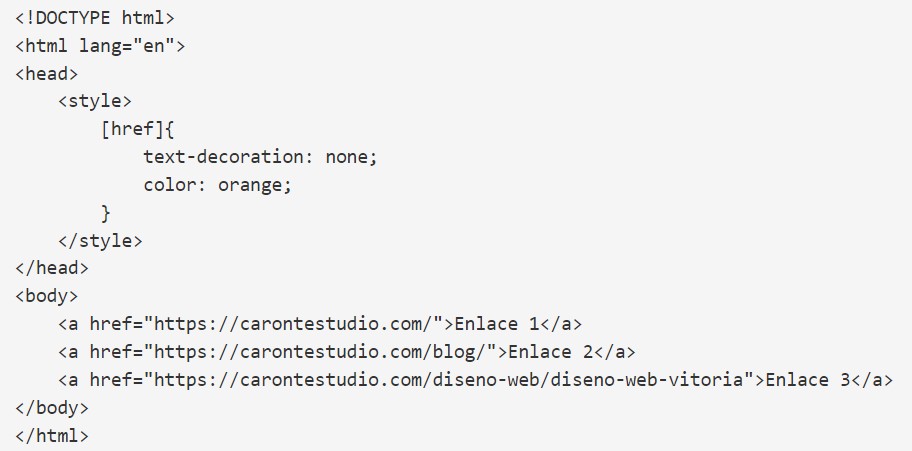 <!DOCTYPE html>
<html lang="en">
<head>
    <style>
        [href]{
            text-decoration: none;
            color: orange;
        }
    </style>
</head>
<body>
    <a href="https://carontestudio.com/">Enlace 1</a>
    <a href="https://carontestudio.com/blog/">Enlace 2</a>
    <a href="https://carontestudio.com/diseno-web/diseno-web-vitoria">Enlace 3</a>
</body>
</html>